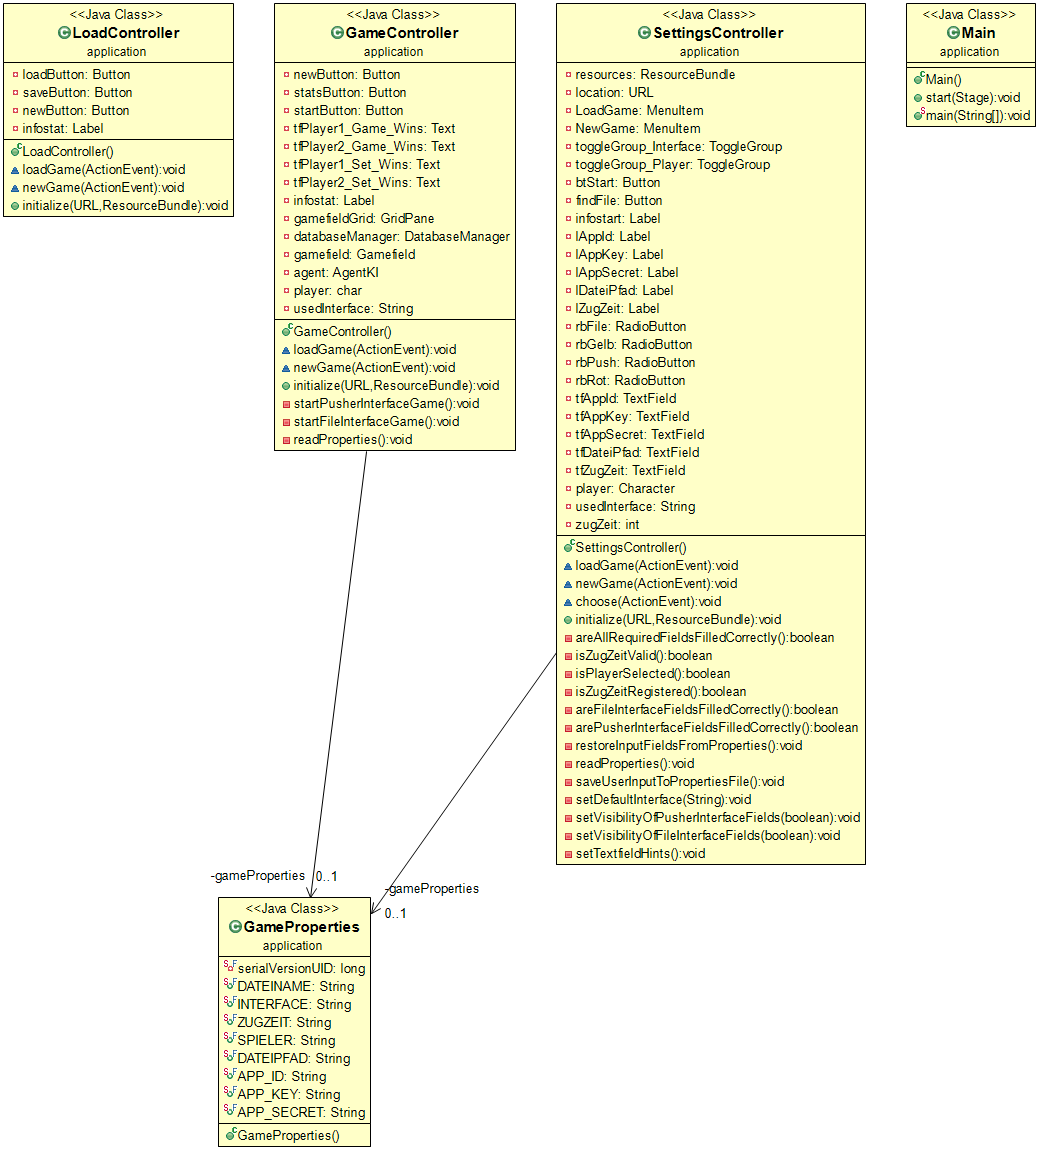 <<Java Class>>
LoadController
application
loadButton: Button
saveButton: Button
newButton: Button
infostat: Label
LoadController()
loadGame(ActionEvent):void
newGame(ActionEvent):void
initialize(URL,ResourceBundle):void
<<Java Class>>
GameController
application
newButton: Button
statsButton: Button
startButton: Button
tfPlayer1_Game_Wins: Text
tfPlayer2_Game_Wins: Text
tfPlayer1_Set_Wins: Text
tfPlayer2_Set_Wins: Text
infostat: Label
gamefieldGrid: GridPane
databaseManager: DatabaseManager
gamefield: Gamefield
agent: AgentKI
player: char
usedInterface: String
GameController()
loadGame(ActionEvent):void
newGame(ActionEvent):void
initialize(URL,ResourceBundle):void
startPusherInterfaceGame():void
startFileInterfaceGame():void
readProperties():void
<<Java Class>>
SettingsController
application
resources: ResourceBundle
location: URL
LoadGame: MenuItem
NewGame: MenuItem
toggleGroup_Interface: ToggleGroup
toggleGroup_Player: ToggleGroup
btStart: Button
findFile: Button
infostart: Label
lAppId: Label
lAppKey: Label
lAppSecret: Label
lDateiPfad: Label
lZugZeit: Label
rbFile: RadioButton
rbGelb: RadioButton
rbPush: RadioButton
rbRot: RadioButton
tfAppId: TextField
tfAppKey: TextField
tfAppSecret: TextField
tfDateiPfad: TextField
tfZugZeit: TextField
player: Character
usedInterface: String
zugZeit: int
SettingsController()
loadGame(ActionEvent):void
newGame(ActionEvent):void
choose(ActionEvent):void
initialize(URL,ResourceBundle):void
areAllRequiredFieldsFilledCorrectly():boolean
isZugZeitValid():boolean
isPlayerSelected():boolean
isZugZeitRegistered():boolean
areFileInterfaceFieldsFilledCorrectly():boolean
arePusherInterfaceFieldsFilledCorrectly():boolean
restoreInputFieldsFromProperties():void
readProperties():void
saveUserInputToPropertiesFile():void
setDefaultInterface(String):void
setVisibilityOfPusherInterfaceFields(boolean):void
setVisibilityOfFileInterfaceFields(boolean):void
setTextfieldHints():void
<<Java Class>>
Main
application
Main()
start(Stage):void
main(String[]):void
-gameProperties 0..1
-gameProperties
0..1
<<Java Class>>
GameProperties
application
serialVersionUID: long
DATEINAME: String
INTERFACE: String
ZUGZEIT: String
SPIELER: String
DATEIPFAD: String
APP_ID: String
APP_KEY: String
APP_SECRET: String
GameProperties()